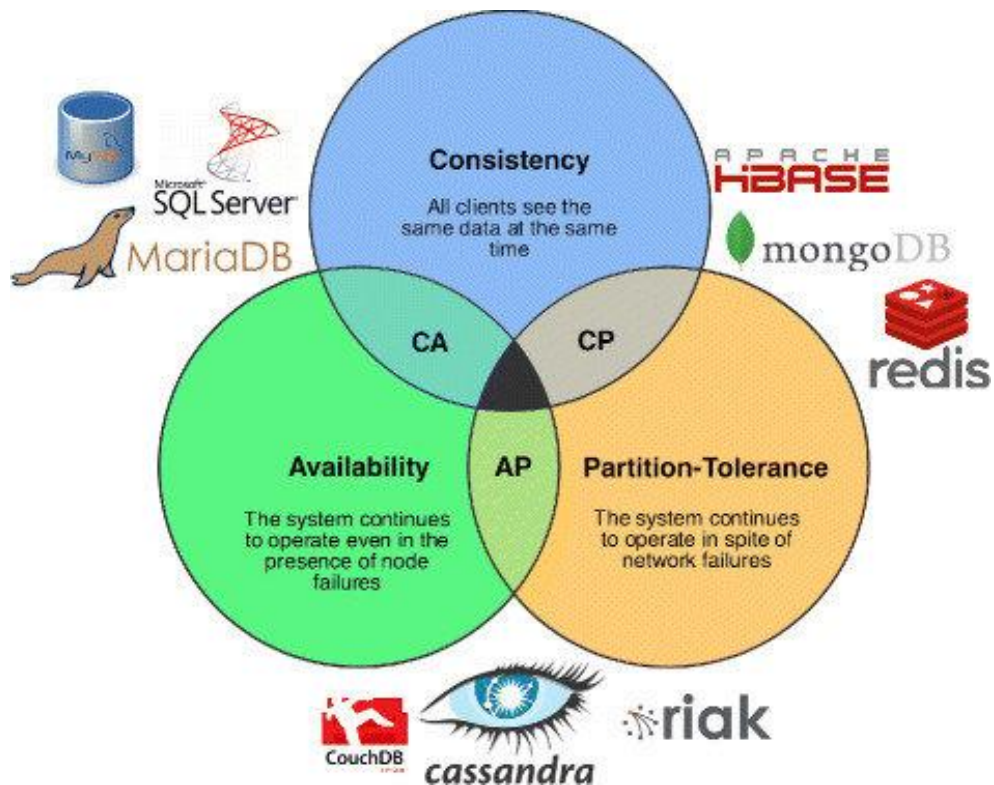 MySQL
Microsoft®
SQL Server
MariaDB
Consistency
All clients see the
same data at the same
time
APACHE
HBASE
mongoDB
redis
CA
CP
Availability
The system continues
to operate even in the
presence of node
failures
AP
Partition-Tolerance
The system continues
to operate in spite of
network failures
CouchDB
cassandra
riak